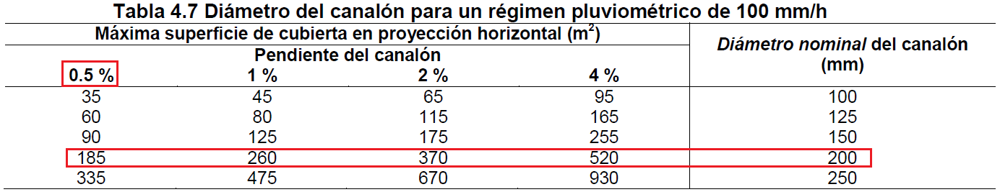 Tabla 4.7 Diámetro del canalón para un régimen pluviométrico de 100 mm/h
Máxima superficie de cubierta en proyección horizontal (m²)
Diámetro nominal del canalón
(mm)
Pendiente del canalón
0.5 % 1 % 2 % 4 %
35 45 65 95 100
60 80 115 165 125
90 125 175 255 150
185 260 370 520 200
335 475 670 930 250